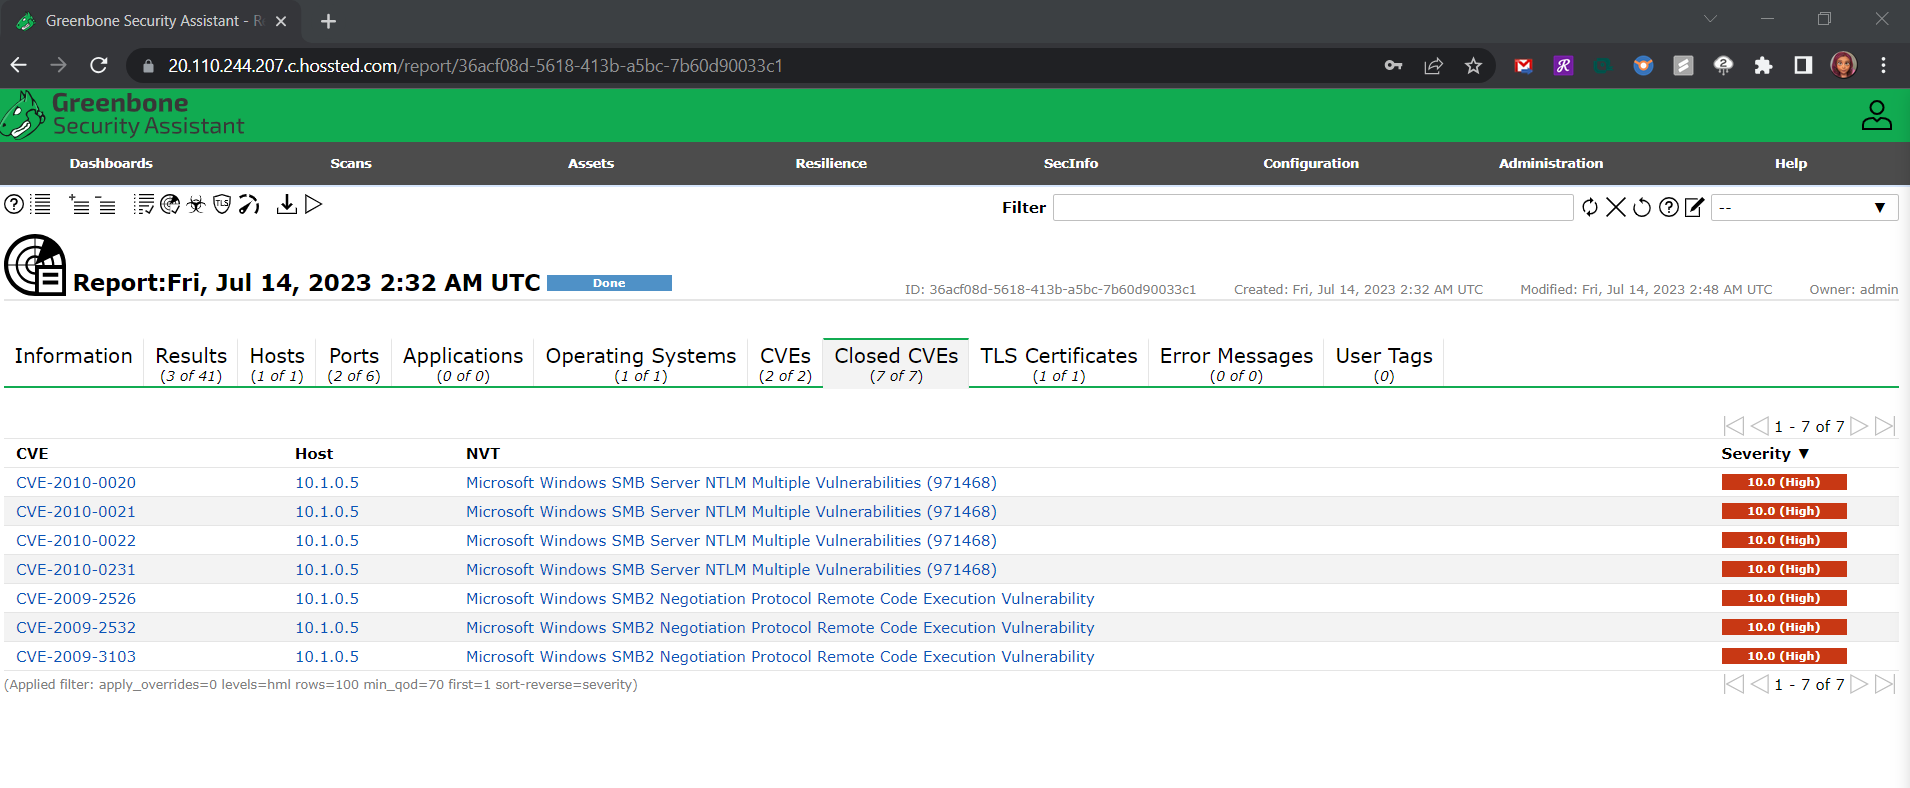 Greenbone Security Assistant - R
20.110.244.207.c.hossted.com/report/36acf08d-5618-413b-a5bc-7b60d90033c1
Greenbone
Security Assistant
Dashboards Scans Assets Resilience SecInfo Configuration Administration Help
TLS Filter --
Report:Fri, Jul 14, 2023 2:32 AM UTC Done ID: 36acf08d-5618-413b-a5bc-7b60d90033c1 Created: Fri, Jul 14, 2023 2:32 AM UTC Modified: Fri, Jul 14, 2023 2:48 AM UTC Owner: admin
Information Results Hosts Ports Applications Operating Systems CVEs Closed CVEs TLS Certificates Error Messages User Tags
(3 of 41) (1 of 1) (2 of 6) (0 of 0) (1 of 1) (2 of 2) (7 of 7) (1 of 1) (0 of 0) (0)
1 - 7 of 7
CVE Host NVT Severity ▼
CVE-2010-0020 10.1.0.5 Microsoft Windows SMB Server NTLM Multiple Vulnerabilities (971468) 10.0 (High)
CVE-2010-0021 10.1.0.5 Microsoft Windows SMB Server NTLM Multiple Vulnerabilities (971468) 10.0 (High)
CVE-2010-0022 10.1.0.5 Microsoft Windows SMB Server NTLM Multiple Vulnerabilities (971468) 10.0 (High)
CVE-2010-0231 10.1.0.5 Microsoft Windows SMB Server NTLM Multiple Vulnerabilities (971468) 10.0 (High)
CVE-2009-2526 10.1.0.5 Microsoft Windows SMB2 Negotiation Protocol Remote Code Execution Vulnerability 10.0 (High)
CVE-2009-2532 10.1.0.5 Microsoft Windows SMB2 Negotiation Protocol Remote Code Execution Vulnerability 10.0 (High)
CVE-2009-3103 10.1.0.5 Microsoft Windows SMB2 Negotiation Protocol Remote Code Execution Vulnerability 10.0 (High)
(Applied filter: apply_overrides=0 levels=hml rows=100 min_qod=70 first=1 sort-reverse=severity) 1 - 7 of 7